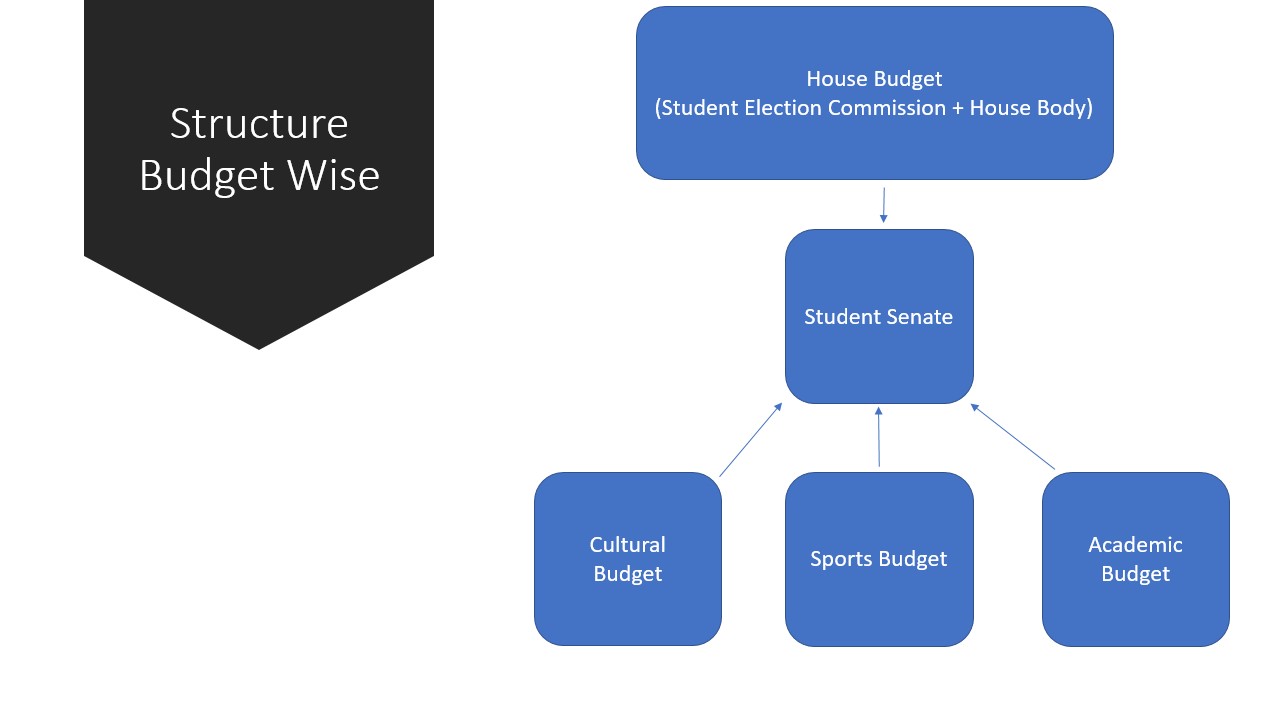 Structure
Budget Wise
House Budget
(Student Election Commission + House Body)
Student Senate
Cultural
Budget
Sports Budget
Academic
Budget